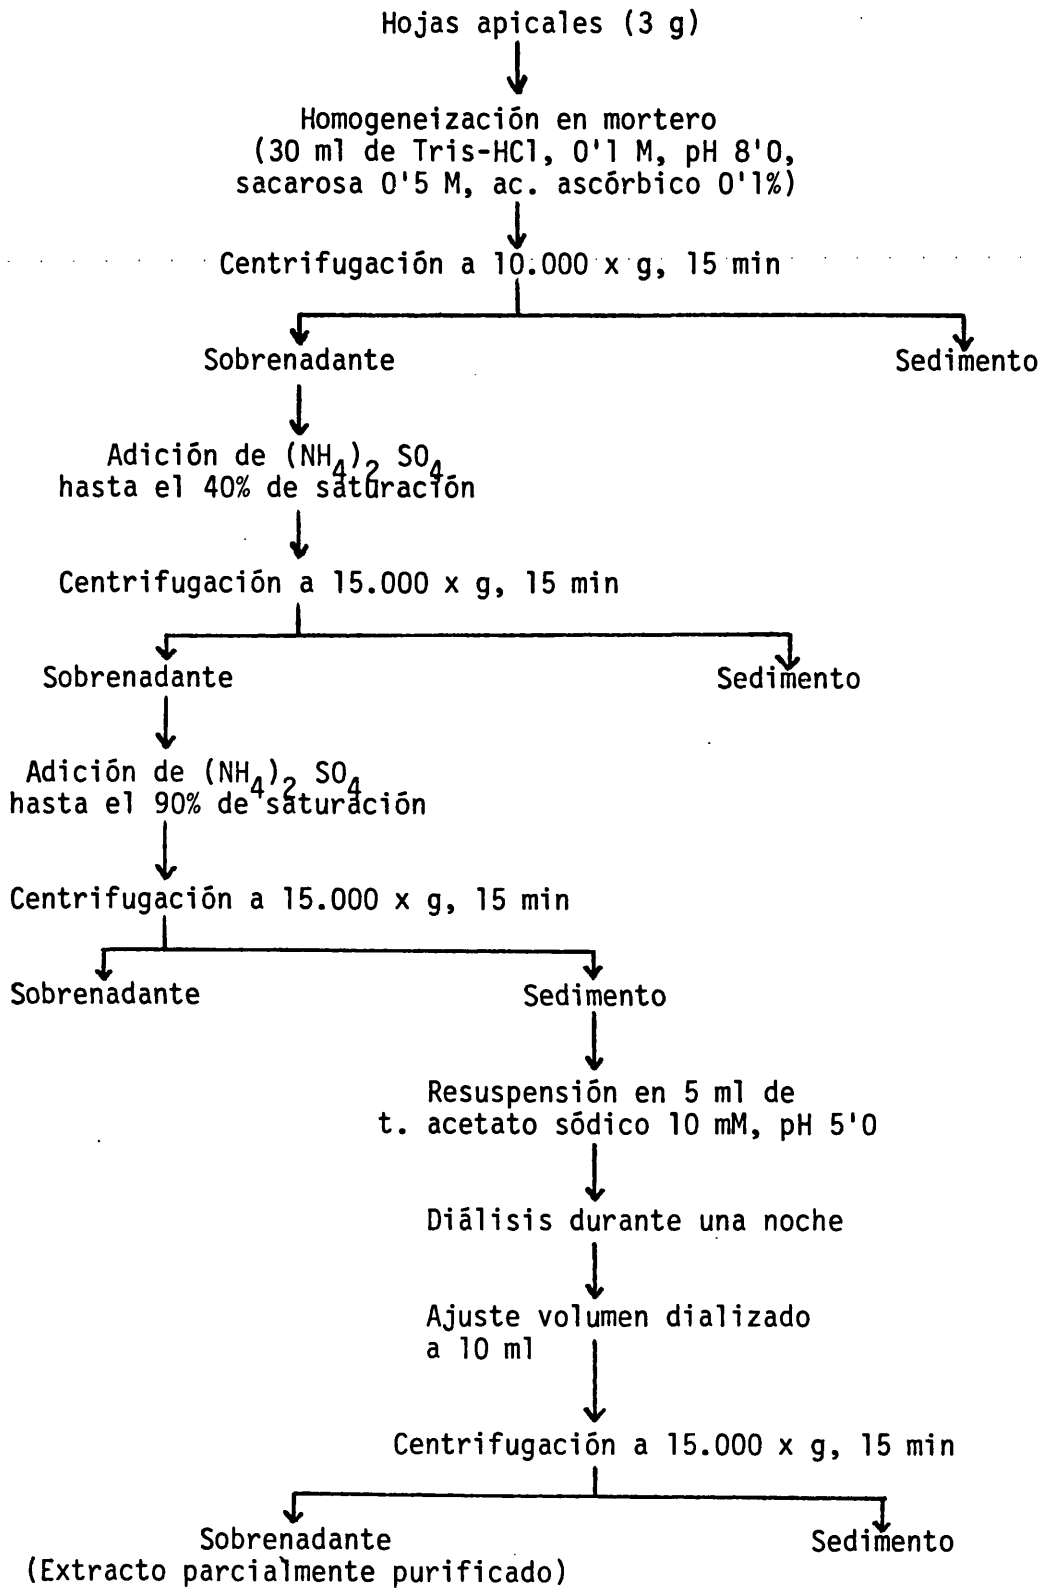 Hojas apicales (3 g)
Homogeneización en mortero
(30 ml de Tris-HCl, 0'1 M, pH 8'0,
sacarosa 0'5 M, ac. ascórbico 0'1%)
Centrifugación a 10.000 x g, 15 min
Sobrenadante
Sedimento
Adición de (NH4)2 SO4
hasta el 40% de saturación
Centrifugación a 15.000 x g, 15 min
Sobrenadante
Sedimento
Adición de (NH4)2 SO4
hasta el 90% de saturación
Centrifugación a 15.000 x g, 15 min
Sobrenadante
Sedimento
Resuspensión en 5 ml de
t. acetato sódico 10 mM, pH 5'0
Diálisis durante una noche
Ajuste volumen dializado
a 10 ml
Centrifugación a 15.000 x g, 15 min
Sobrenadante
Sedimento
(Extracto parcialmente purificado)